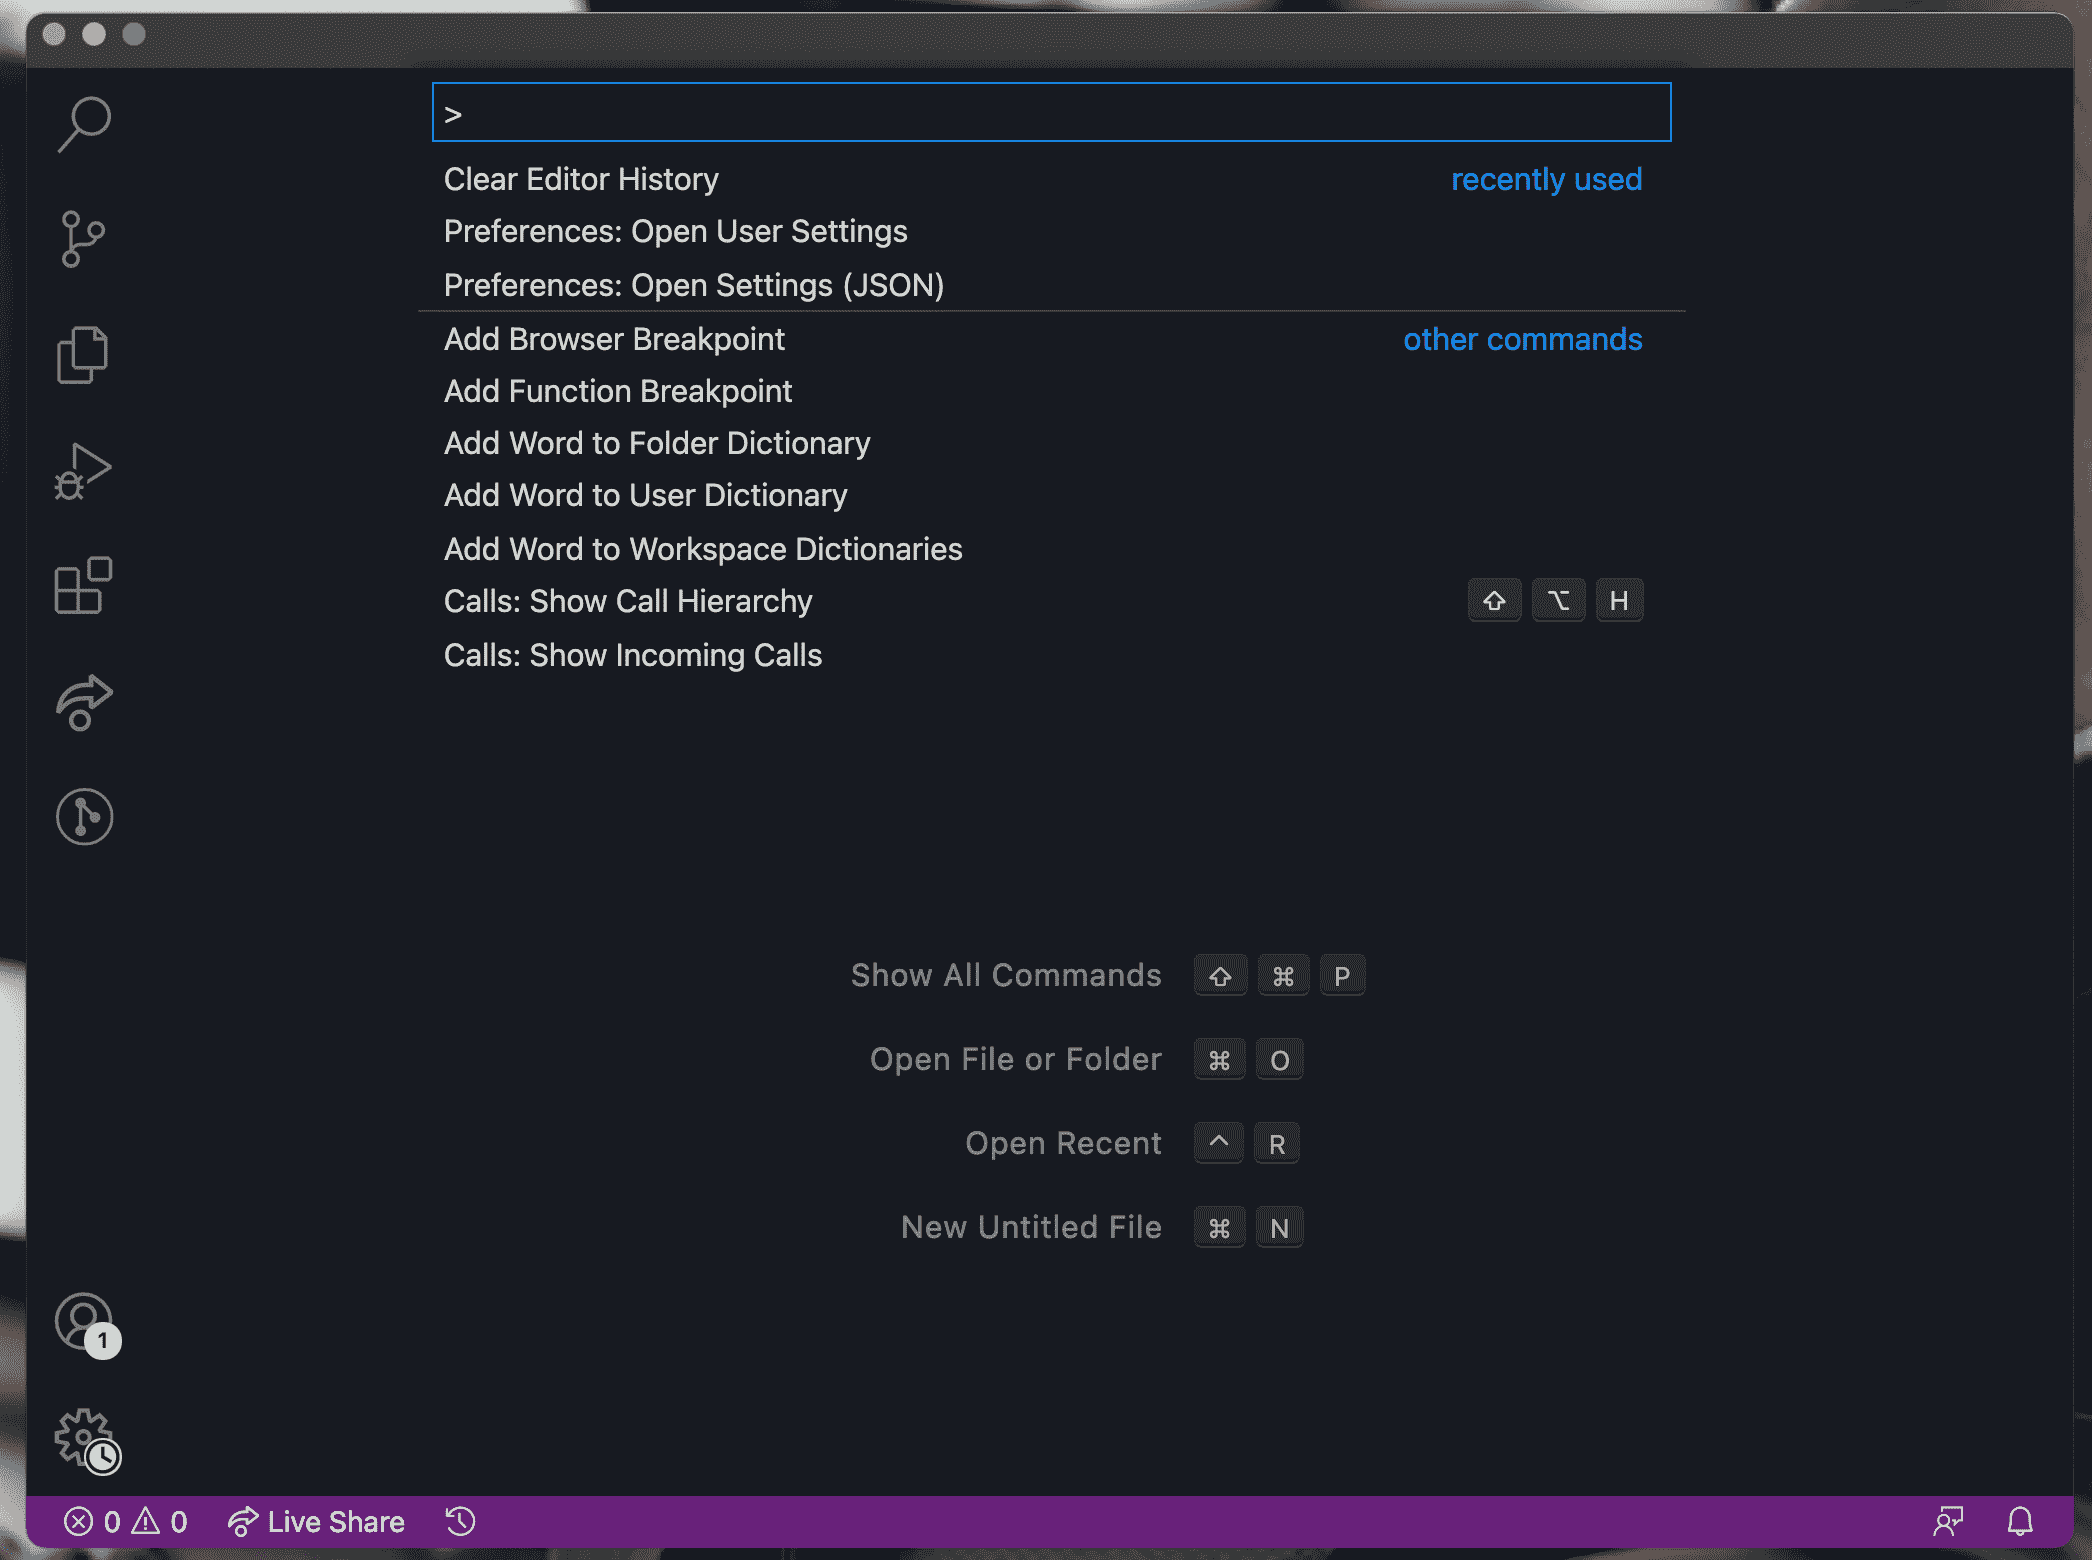 >
Clear Editor History recently used
Preferences: Open User Settings
Preferences: Open Settings (JSON)
Add Browser Breakpoint other commands
Add Function Breakpoint
Add Word to Folder Dictionary
Add Word to User Dictionary
Add Word to Workspace Dictionaries
Calls: Show Call Hierarchy ⇧ ⌥ H
Calls: Show Incoming Calls
Show All Commands ⇧ ⌘ P
Open File or Folder ⌘ O
Open Recent ^ R
New Untitled File ⌘ N
1
0 0 Live Share